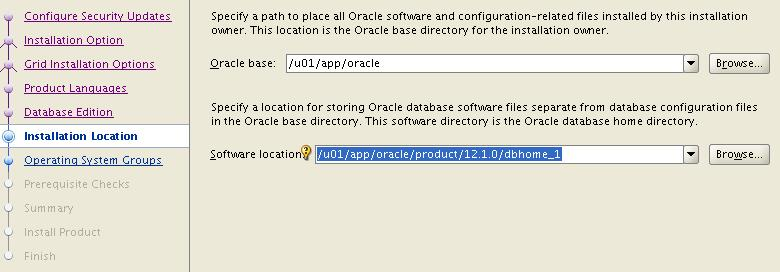 Configure Security Updates
Installation Option
Grid Installation Options
Product Languages
Database Edition
Installation Location
Operating System Groups
Prerequisite Checks
Summary
Install Product
Finish
Specify a path to place all Oracle software and configuration-related files installed by this installation
owner. This location is the Oracle base directory for the installation owner.
Oracle base: /u01/app/oracle Browse...
Specify a location for storing Oracle database software files separate from database configuration files
in the Oracle base directory. This software directory is the Oracle database home directory.
Software location: /u01/app/oracle/product/12.1.0/dbhome_1 Browse...